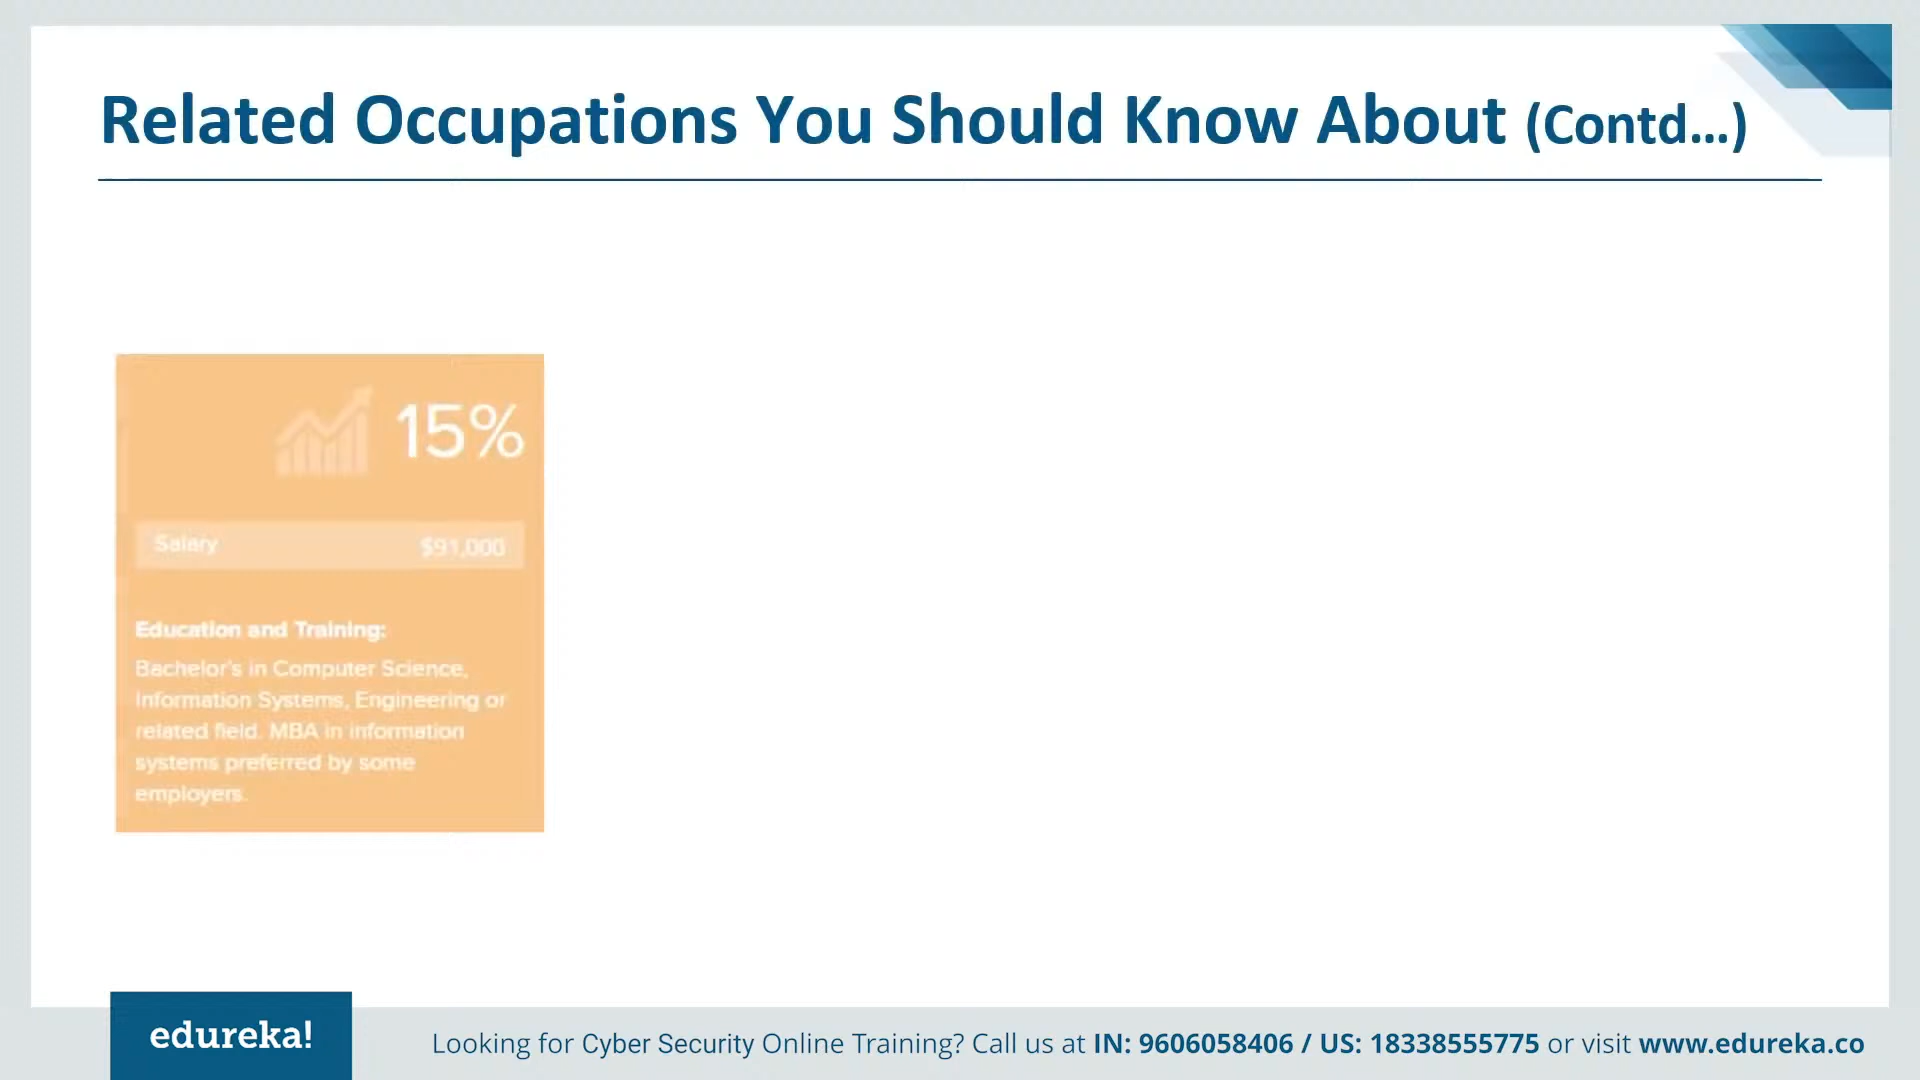 Related Occupations You Should Know About (Contd...)
15%
Salary $91,000
Education and Training:
Bachelor's in Computer Science,
Information Systems, Engineering or
related field. MBA in information
systems preferred by some
employers.
edureka!
Looking for Cyber Security Online Training? Call us at IN: 9606058406 / US: 18338555775 or visit www.edureka.co